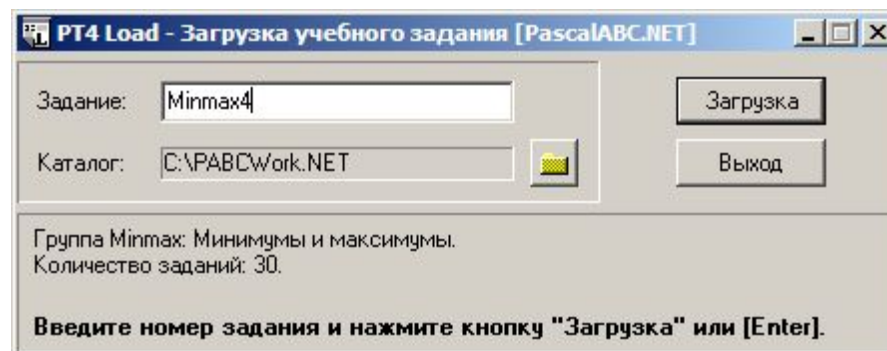 PT4 Load - Загрузка учебного задания [PascalABC.NET]
Задание: Minmax4 Загрузка
Каталог: C:\PABCWork.NET Выход
Группа Minmax: Минимумы и максимумы.
Количество заданий: 30.
Введите номер задания и нажмите кнопку "Загрузка" или [Enter].